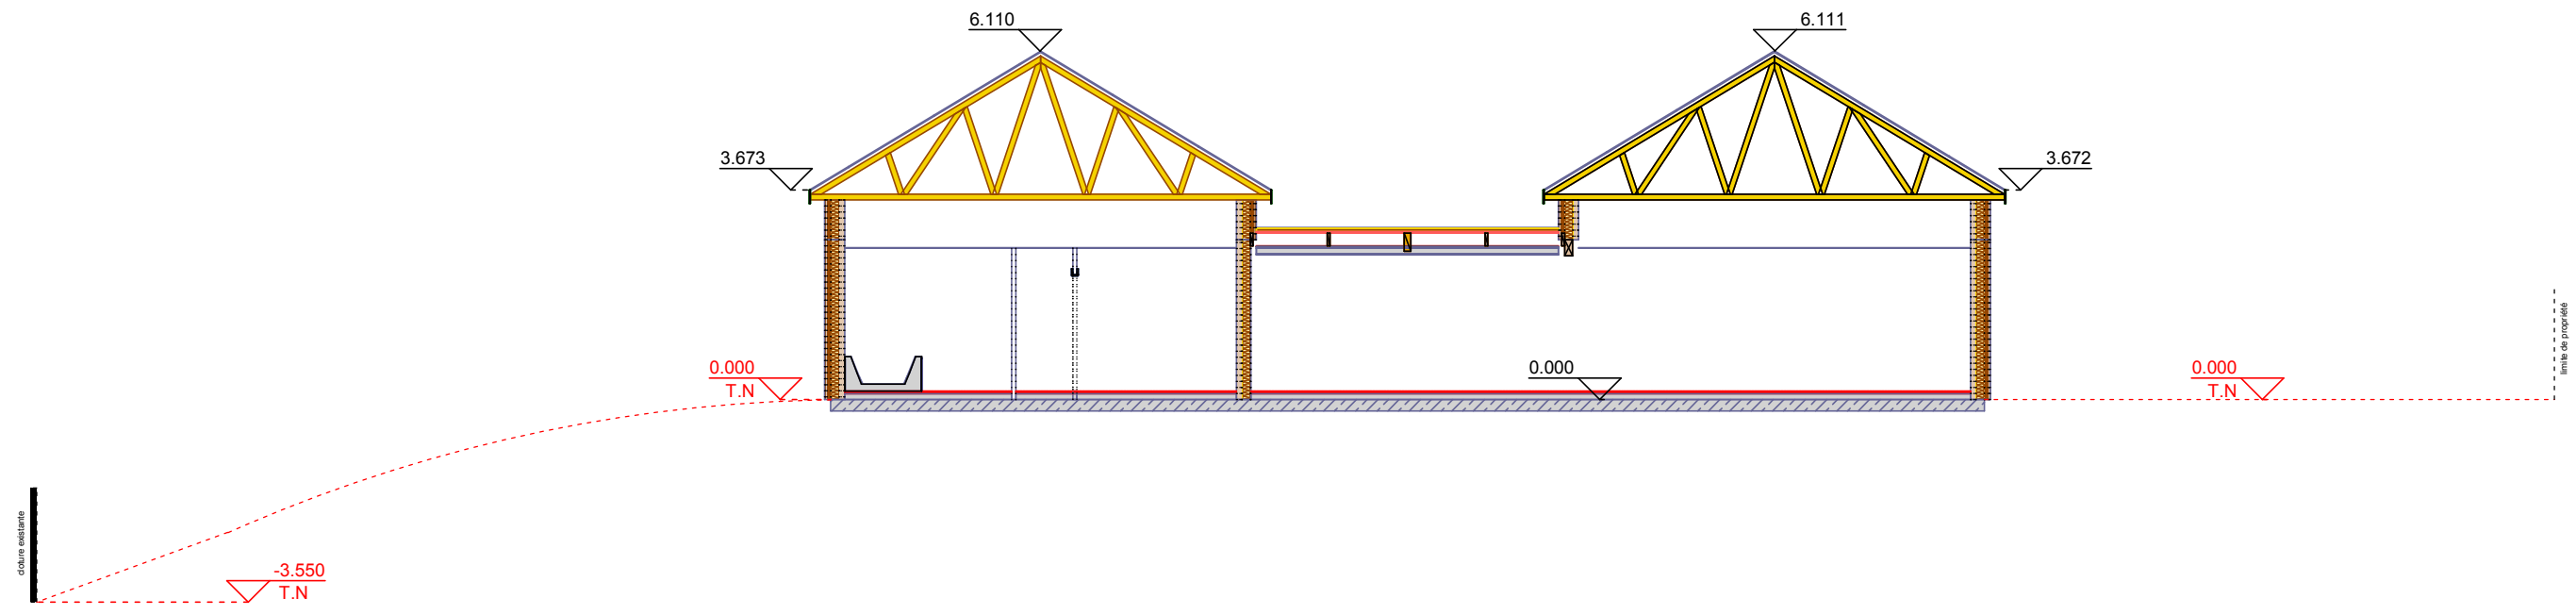 6.110
6.111
3.673
3.672
limite de propriété
0.000
T.N
0.000
0.000
T.N
cloture existante
-3.550
T.N